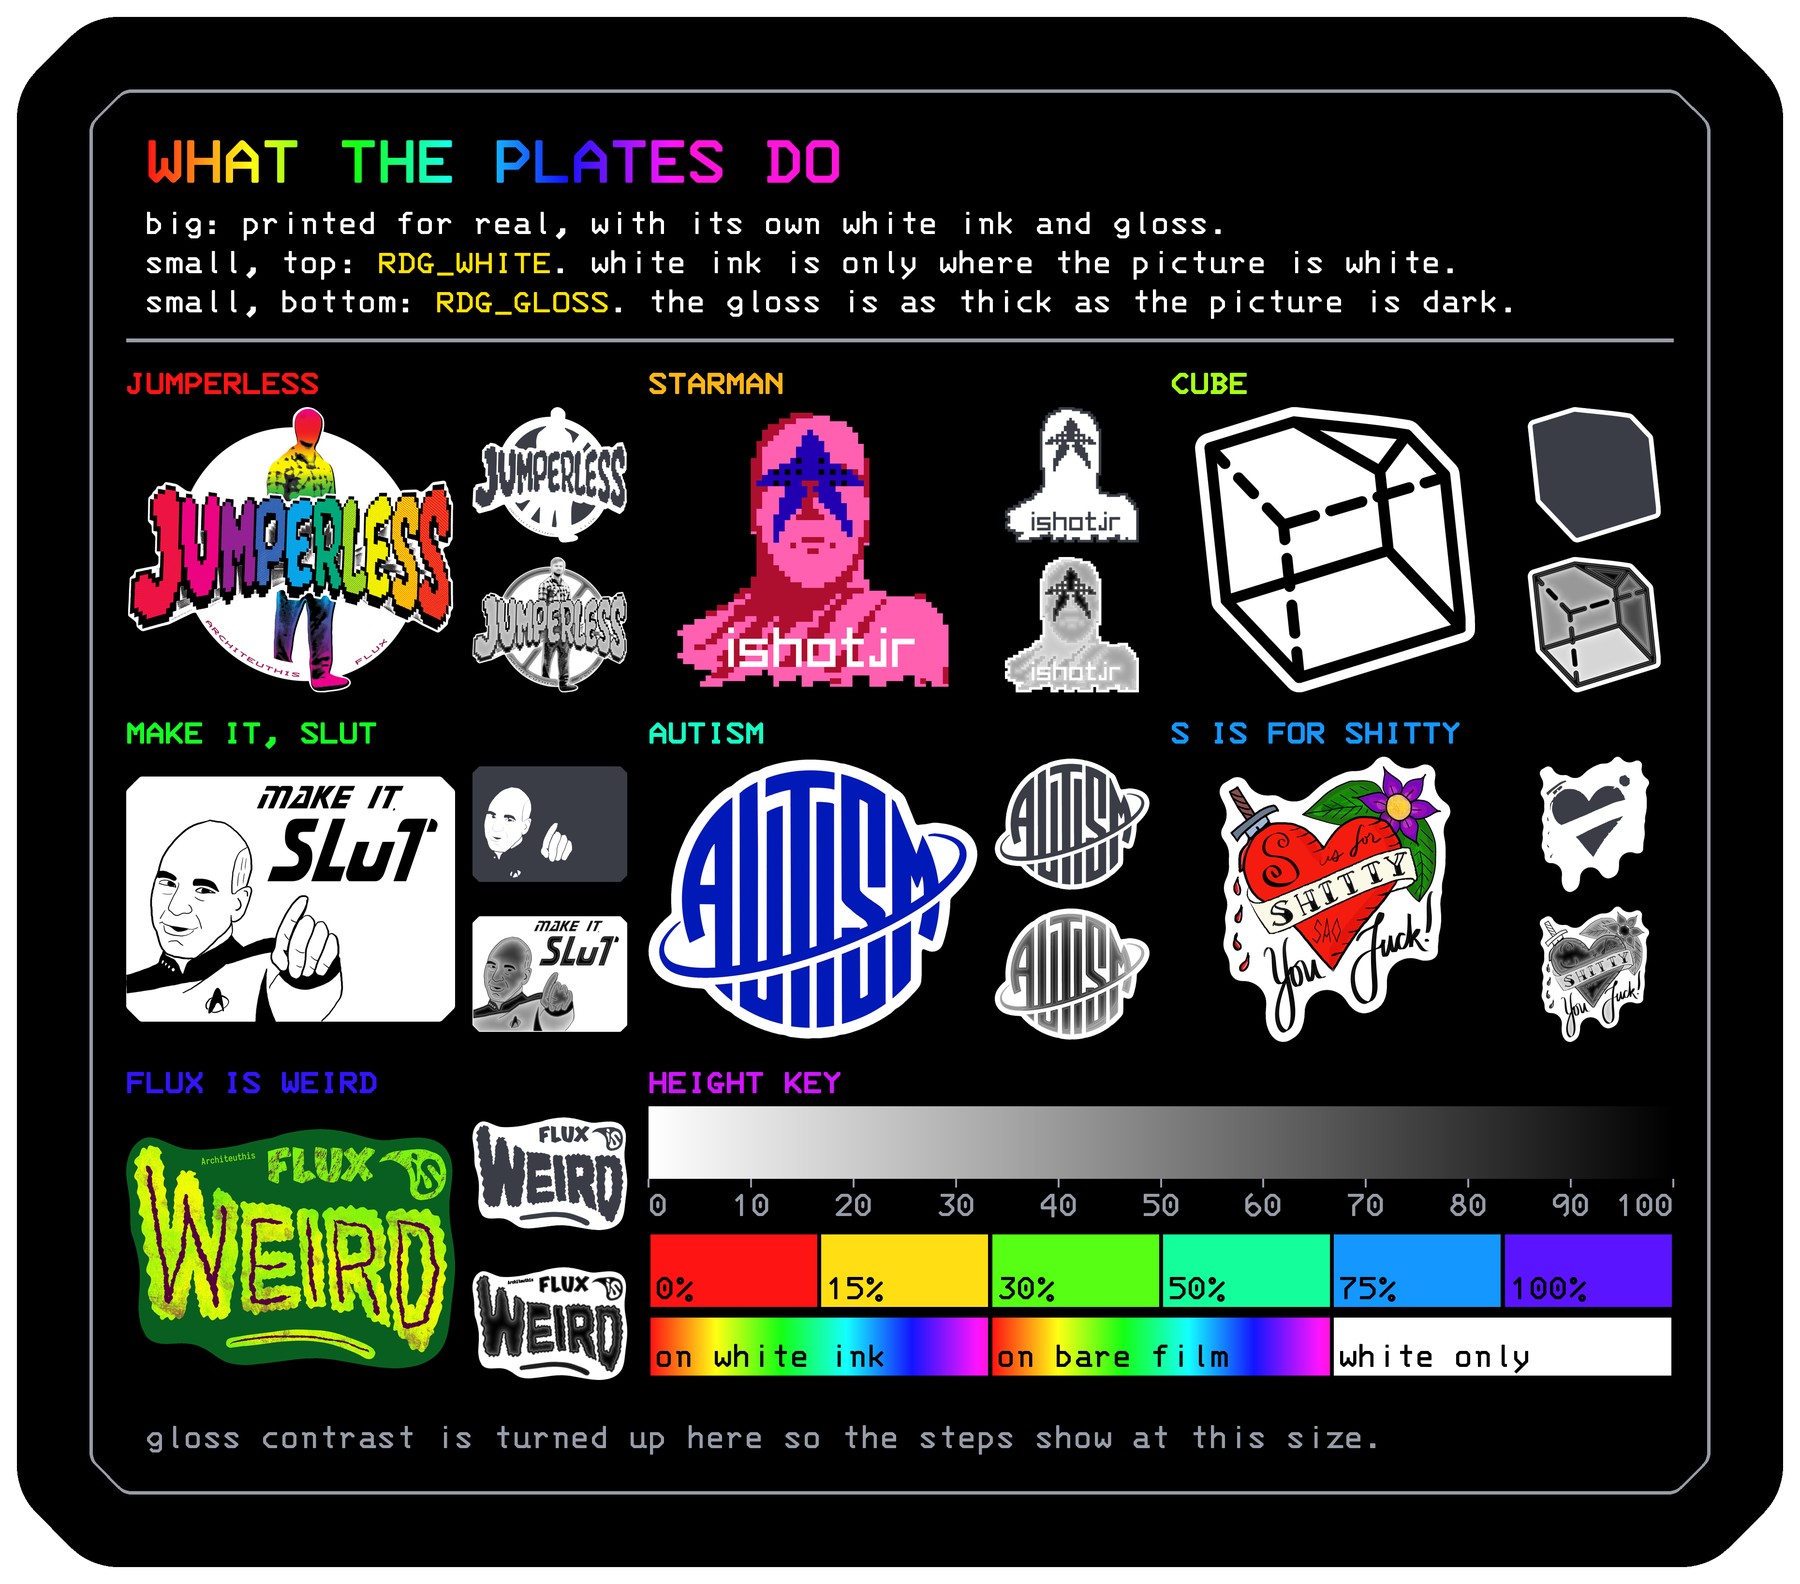 WHAT THE PLATES DO
big: printed for real, with its own white ink and gloss.
small, top: RDG_WHITE. white ink is only where the picture is white.
small, bottom: RDG_GLOSS. the gloss is as thick as the picture is dark.
JUMPERLESS
JUMPERLESS
ARCHITEUTHIS FLUX
JUMPERLESS
JUMPERLESS
STARMAN
ishotjr
ishotjr
ishotjr
CUBE
MAKE IT, SLUT
MAKE IT
SLUT
MAKE IT
SLUT
AUTISM
AUTISM
AUTISM
AUTISM
S IS FOR SHITTY
S is for
SHITTY
SAO
You Fuck!
SHITTY
You Fuck!
FLUX IS WEIRD
Architeuthis
FLUX is
WEIRD
FLUX is
WEIRD
Architeuthis
FLUX is
WEIRD
HEIGHT KEY
0 10 20 30 40 50 60 70 80 90 100
0% 15% 30% 50% 75% 100%
on white ink on bare film white only
gloss contrast is turned up here so the steps show at this size.